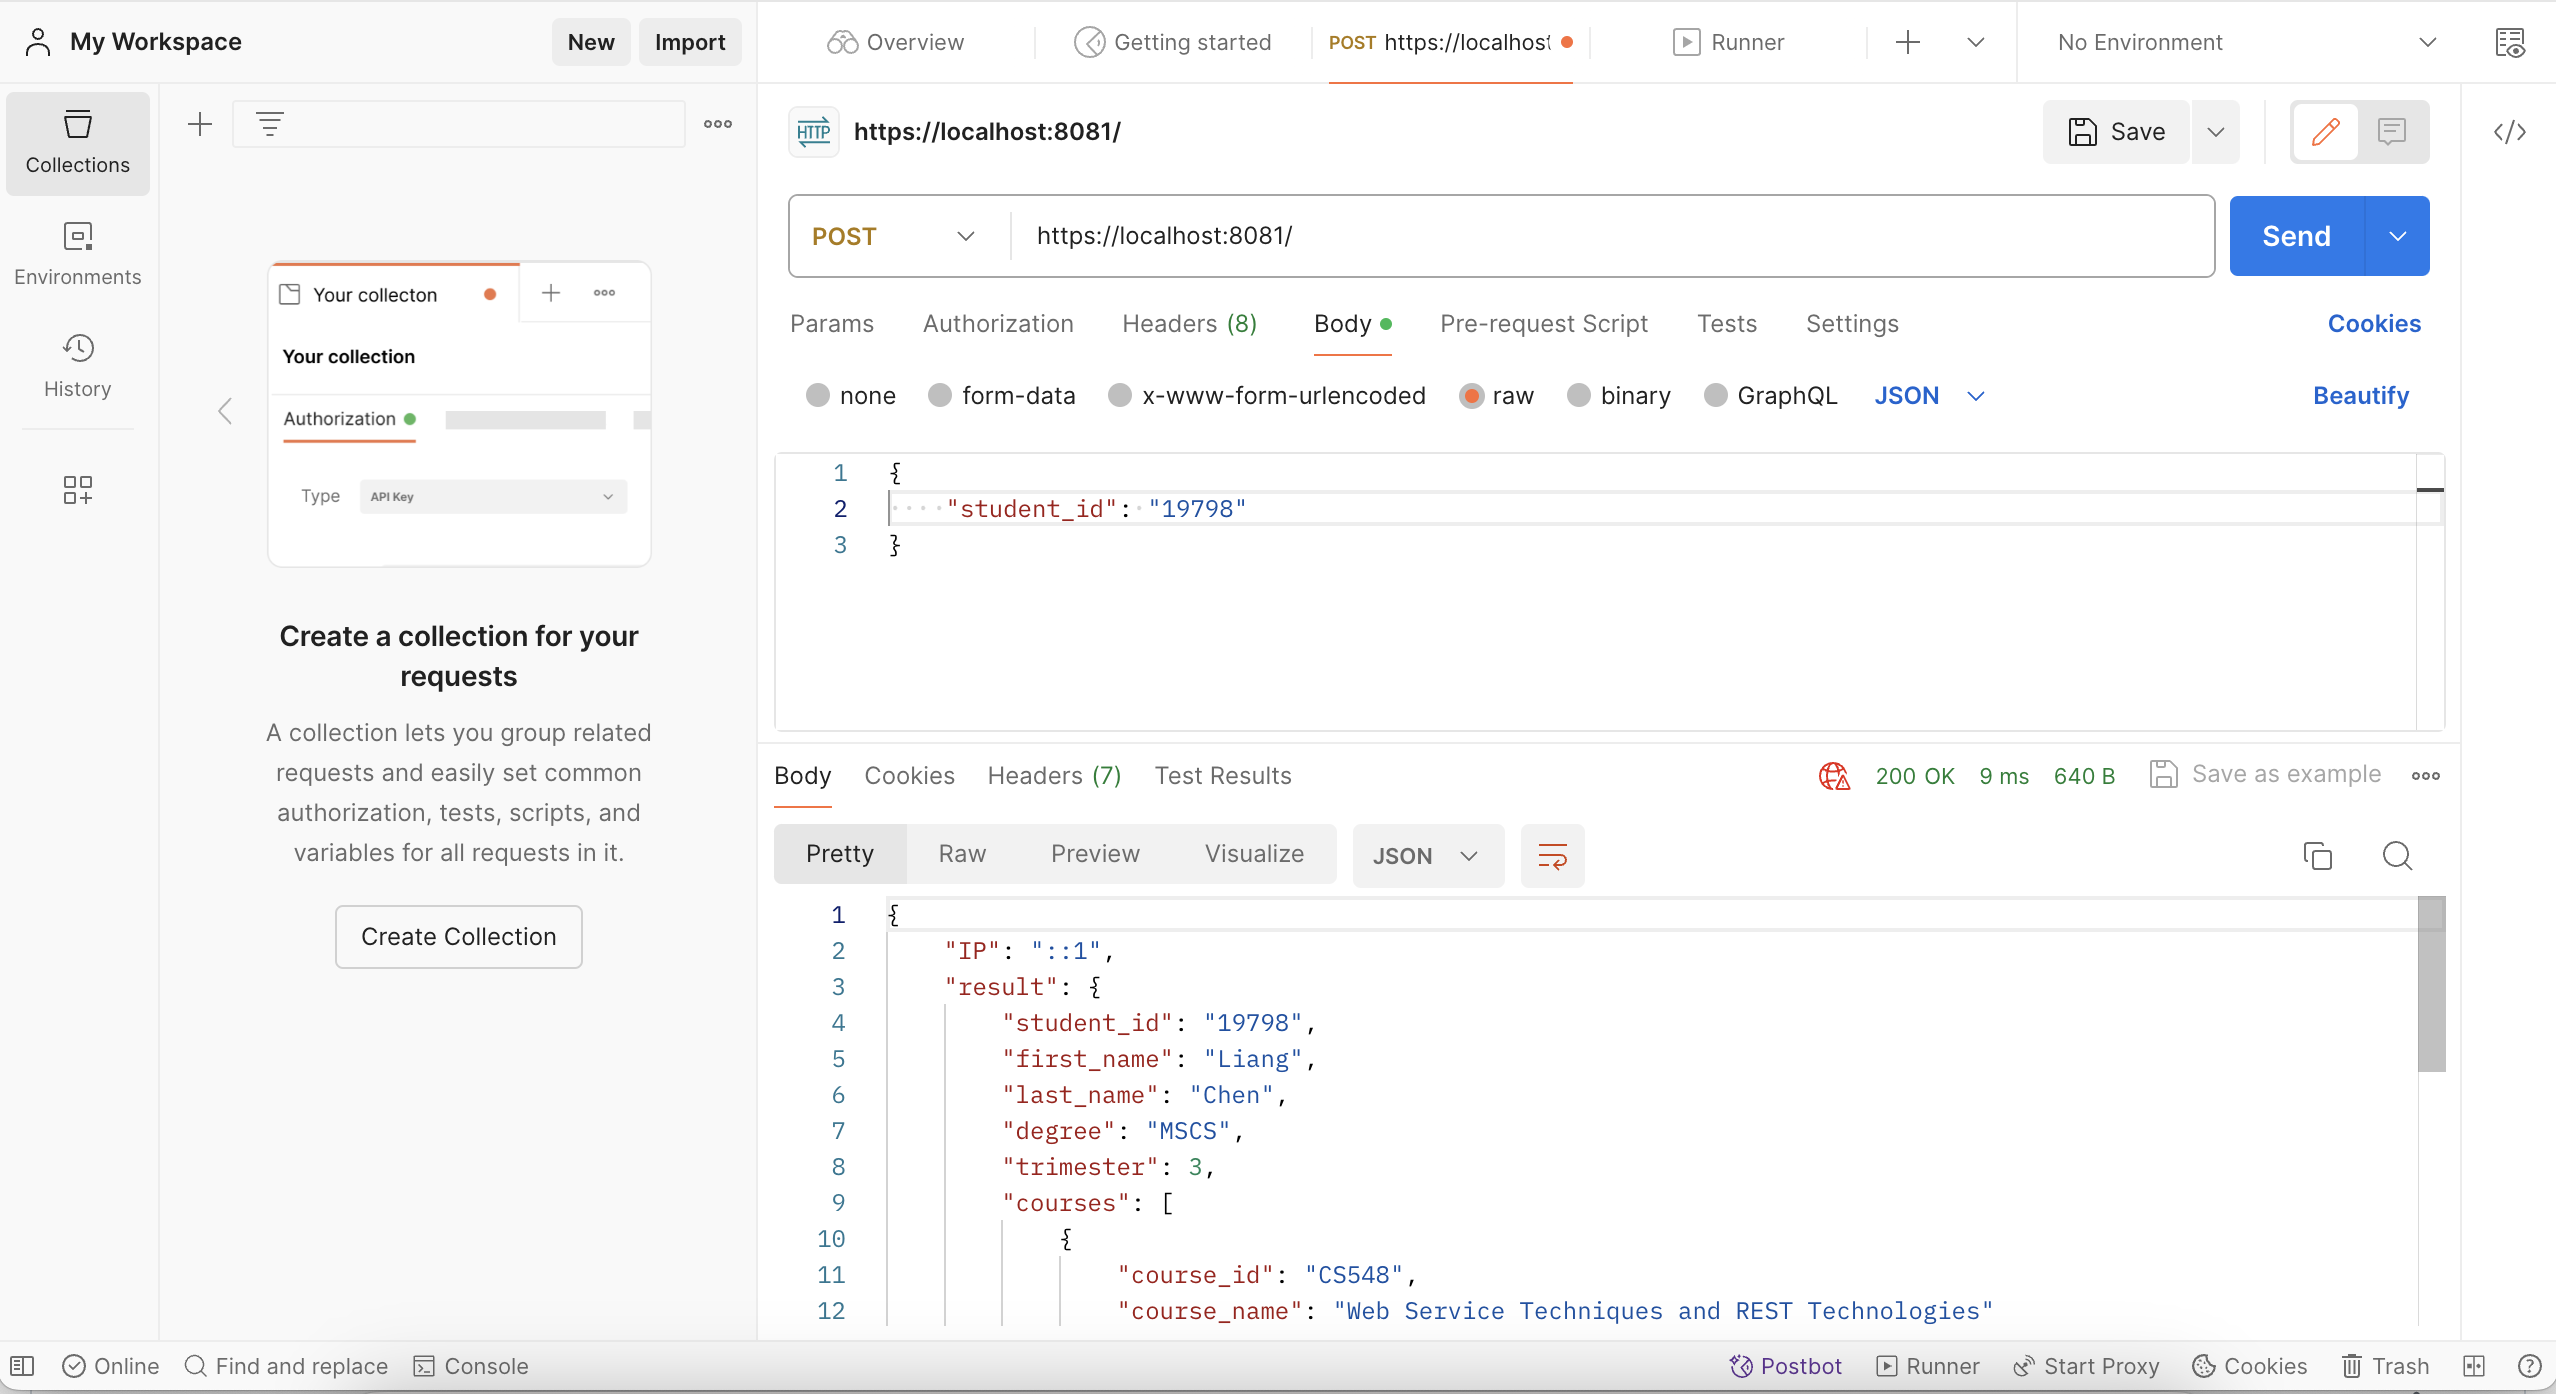 My Workspace
New
Import
Overview
Getting started
POST https://localhost
Runner
No Environment
Collections
Environments
History
Your collecton
Your collection
Authorization
Type
API Key
Create a collection for your
requests
A collection lets you group related
requests and easily set common
authorization, tests, scripts, and
variables for all requests in it.
Create Collection
HTTP
https://localhost:8081/
Save
POST
https://localhost:8081/
Send
Params
Authorization
Headers (8)
Body
Pre-request Script
Tests
Settings
Cookies
none
form-data
x-www-form-urlencoded
raw
binary
GraphQL
JSON
Beautify
1 {
2 "student_id": "19798"
3 }
Body
Cookies
Headers (7)
Test Results
200 OK
9 ms
640 B
Save as example
Pretty
Raw
Preview
Visualize
JSON
1 {
2 "IP": "::1",
3 "result": {
4 "student_id": "19798",
5 "first_name": "Liang",
6 "last_name": "Chen",
7 "degree": "MSCS",
8 "trimester": 3,
9 "courses": [
10 {
11 "course_id": "CS548",
12 "course_name": "Web Service Techniques and REST Technologies"
Online
Find and replace
Console
Postbot
Runner
Start Proxy
Cookies
Trash